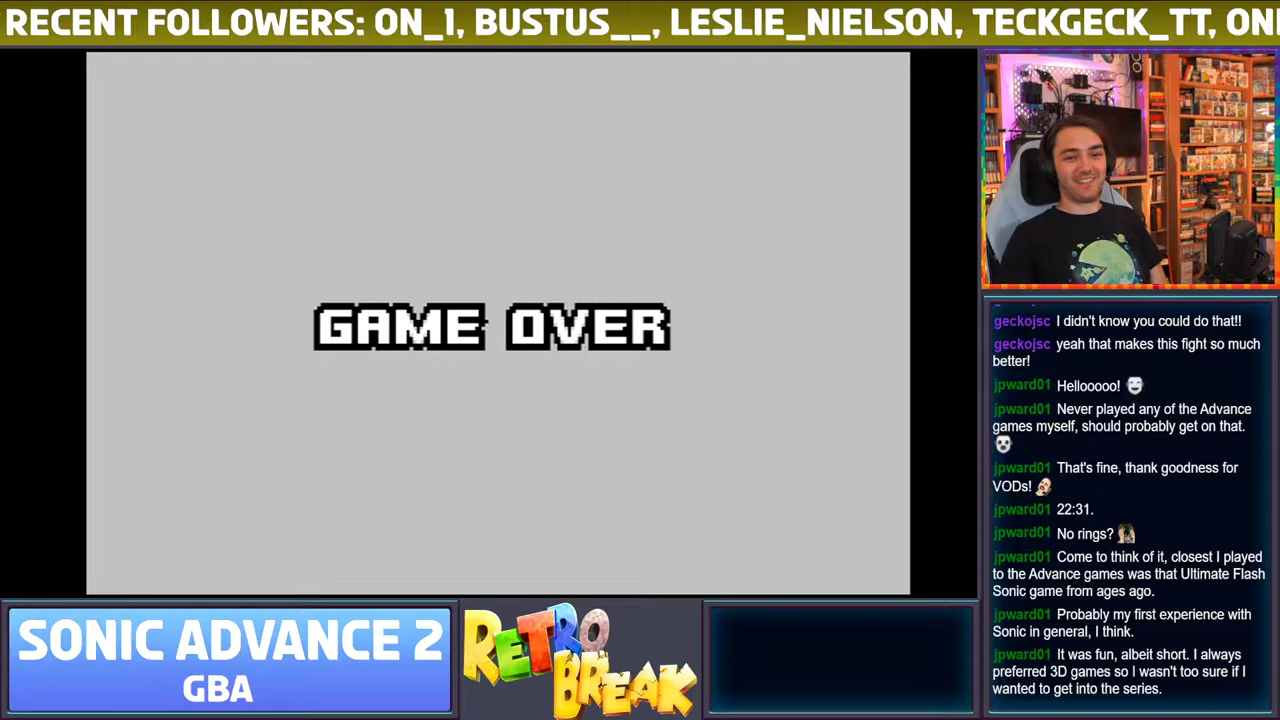 RECENT FOLLOWERS: ON_1, BUSTUS__, LESLIE_NIELSON, TECKGECK_TT, ON
GAME OVER
geckojsc I didn't know you could do that!!
geckojsc yeah that makes this fight so much
better!
jpward01 Hellooooo!
jpward01 Never played any of the Advance
games myself, should probably get on that.
jpward01 That's fine, thank goodness for
VODs!
jpward01 22:31.
jpward01 No rings?
jpward01 Come to think of it, closest I played
to the Advance games was that Ultimate Flash
Sonic game from ages ago.
jpward01 Probably my first experience with
Sonic in general, I think.
jpward01 It was fun, albeit short. I always
preferred 3D games so I wasn't too sure if I
wanted to get into the series.
SONIC ADVANCE 2
GBA
RETRO
BREAK